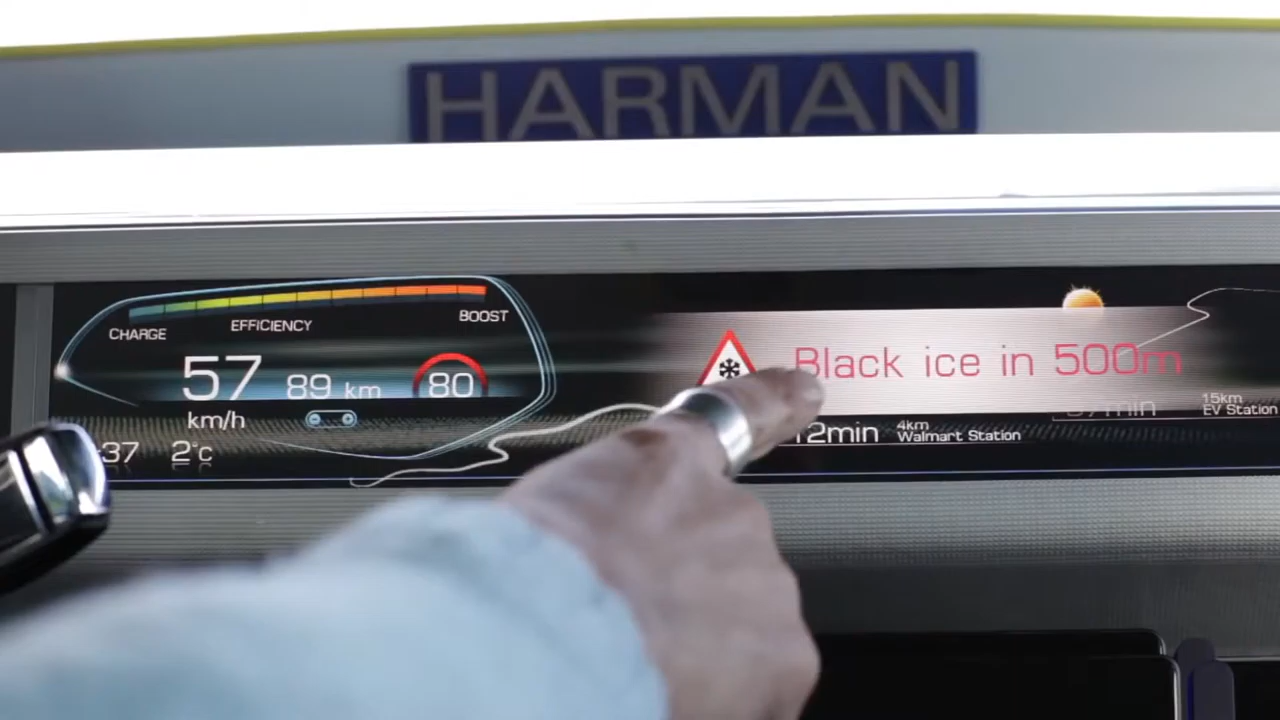 HARMAN
CHARGE
EFFICIENCY
BOOST
57
km/h
89 km
80
37
2°c
Black ice in 500m
12min
4km
Walmart Station
15km
EV Station